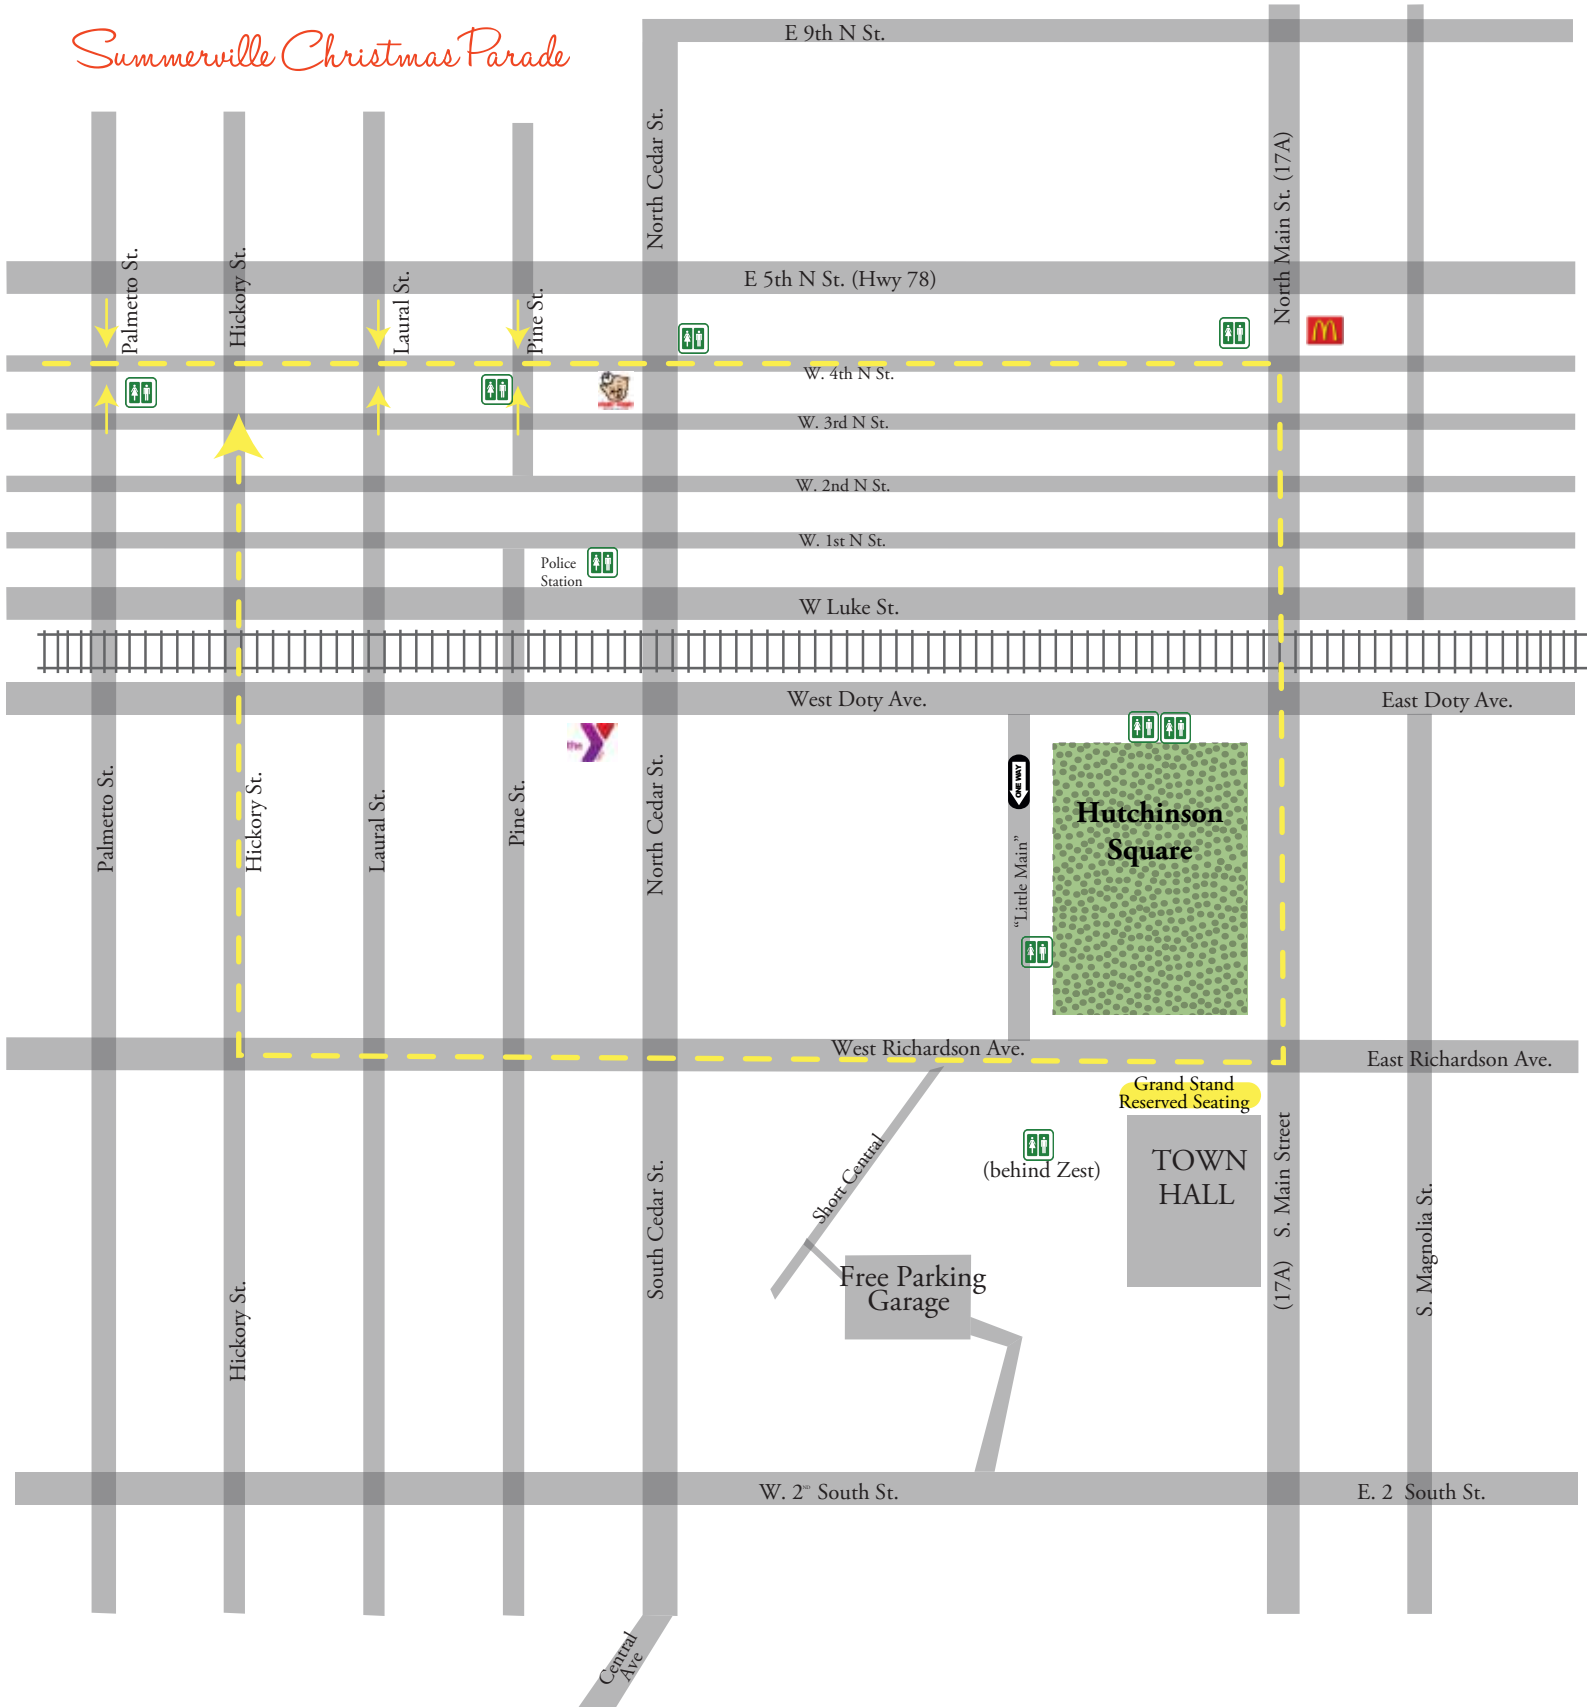 Summerville Christmas Parade
E 9th N St.
North Cedar St.
North Main St. (17A)
Palmetto St.
Hickory St.
Laural St.
Pine St.
E 5th N St. (Hwy 78)
W. 4th N St.
W. 3rd N St.
W. 2nd N St.
W. 1st N St.
Police
Station
W Luke St.
West Doty Ave.
East Doty Ave.
the Y
ONE WAY
Palmetto St.
Hickory St.
Laural St.
Pine St.
North Cedar St.
"Little Main"
Hutchinson
Square
West Richardson Ave.
East Richardson Ave.
Grand Stand
Reserved Seating
TOWN
HALL
(behind Zest)
Short Central
South Cedar St.
(17A) S. Main Street
S. Magnolia St.
Hickory St.
Free Parking
Garage
W. 2ND South St.
E. 2 South St.
Central
Ave